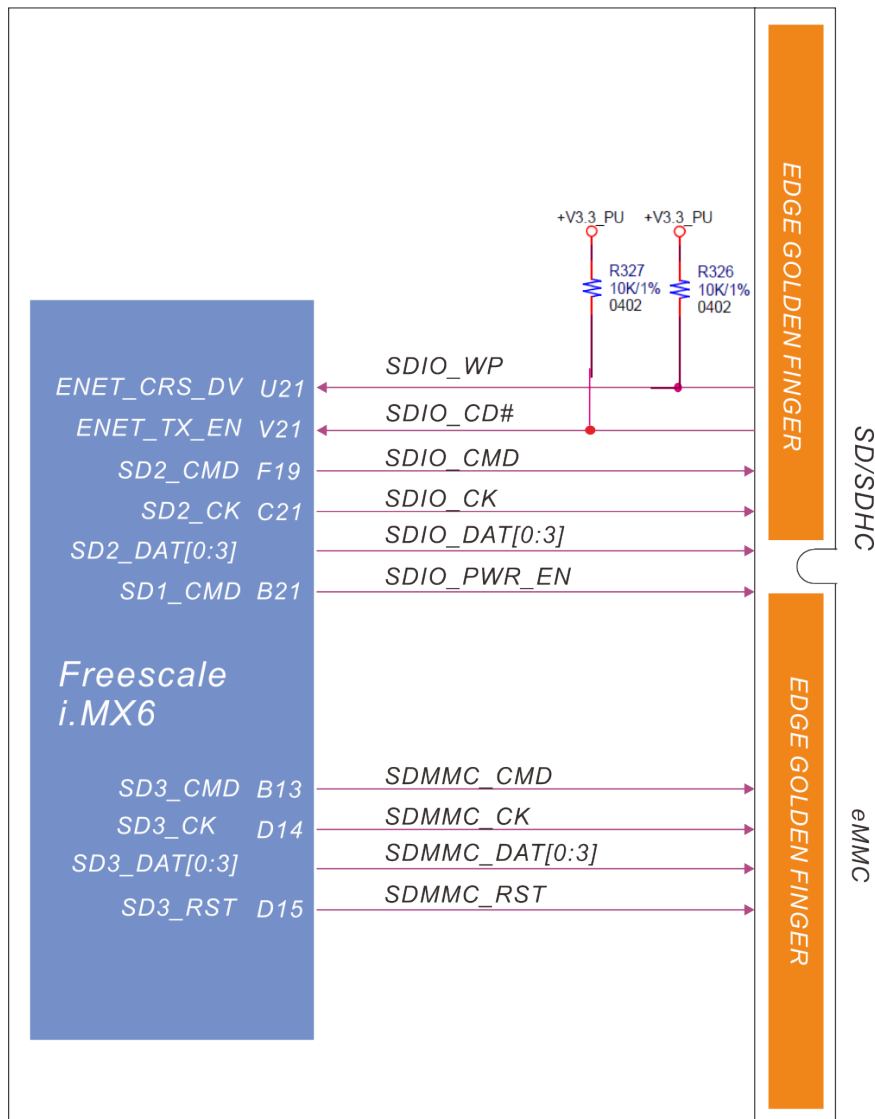 +V3.3_PU +V3.3_PU
R327
10K/1%
0402
R326
10K/1%
0402
EDGE GOLDEN FINGER
SD/SDHC
ENET_CRS_DV U21 SDIO_WP
ENET_TX_EN V21 SDIO_CD#
SD2_CMD F19 SDIO_CMD
SD2_CK C21 SDIO_CK
SD2_DAT[0:3] SDIO_DAT[0:3]
SD1_CMD B21 SDIO_PWR_EN
Freescale
i.MX6
SD3_CMD B13 SDMMC_CMD
SD3_CK D14 SDMMC_CK
SD3_DAT[0:3] SDMMC_DAT[0:3]
SD3_RST D15 SDMMC_RST
EDGE GOLDEN FINGER
eMMC